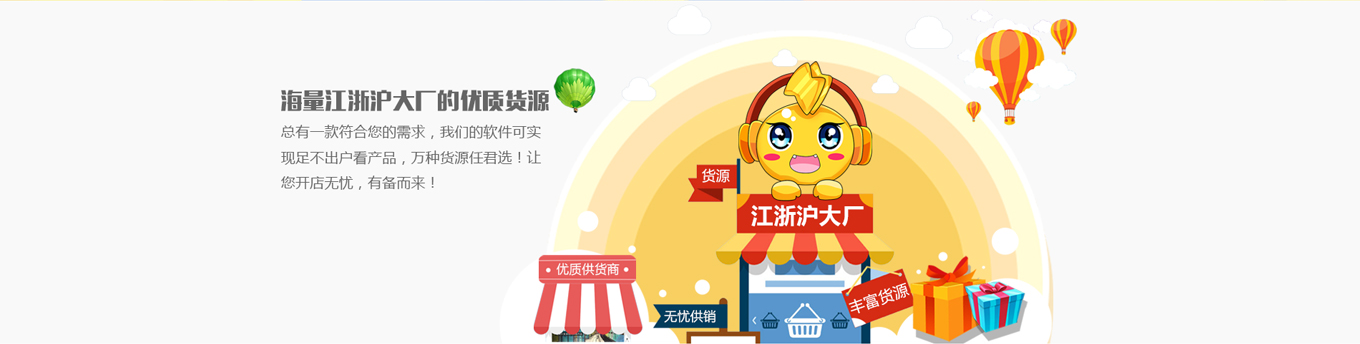 海量江浙沪大厂的优质货源
总有一款符合您的需求，我们的软件可实
现足不出户看产品，万种货源任君选！让
您开店无忧，有备而来！
货源
江浙沪大厂
优质供货商
丰富货源
无忧供销